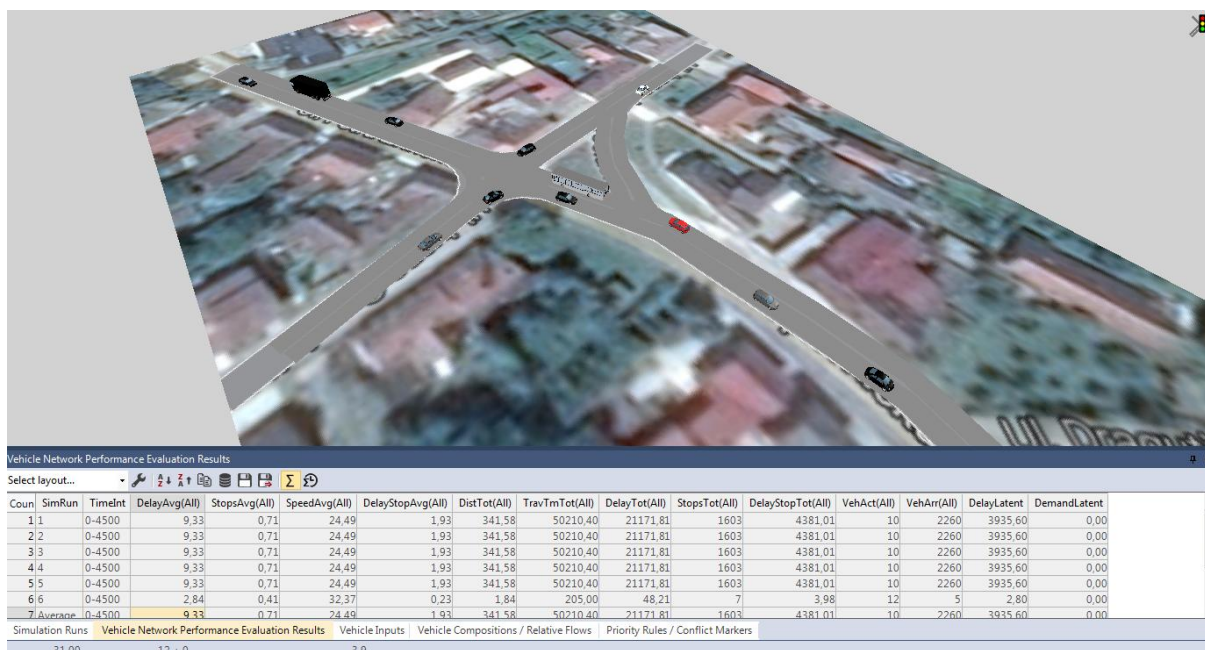 Ul. Dragut
Vehicle Network Performance Evaluation Results
Select layout...
Coun SimRun TimeInt DelayAvg(All) StopsAvg(All) SpeedAvg(All) DelayStopAvg(All) DistTot(All) TravTmTot(All) DelayTot(All) StopsTot(All) DelayStopTot(All) VehAct(All) VehArr(All) DelayLatent DemandLatent
1 1 0-4500 9,33 0,71 24,49 1,93 341,58 50210,40 21171,81 1603 4381,01 10 2260 3935,60 0,00
2 2 0-4500 9,33 0,71 24,49 1,93 341,58 50210,40 21171,81 1603 4381,01 10 2260 3935,60 0,00
3 3 0-4500 9,33 0,71 24,49 1,93 341,58 50210,40 21171,81 1603 4381,01 10 2260 3935,60 0,00
4 4 0-4500 9,33 0,71 24,49 1,93 341,58 50210,40 21171,81 1603 4381,01 10 2260 3935,60 0,00
5 5 0-4500 9,33 0,71 24,49 1,93 341,58 50210,40 21171,81 1603 4381,01 10 2260 3935,60 0,00
6 6 0-4500 2,84 0,41 32,37 0,23 1,84 205,00 48,21 7 3,98 12 5 2,80 0,00
7 Average 0-4500 9,33 0,71 24,49 1,93 341,58 50210,40 21171,81 1603 4381,01 10 2260 3935,60 0,00
Simulation Runs Vehicle Network Performance Evaluation Results Vehicle Inputs Vehicle Compositions / Relative Flows Priority Rules / Conflict Markers